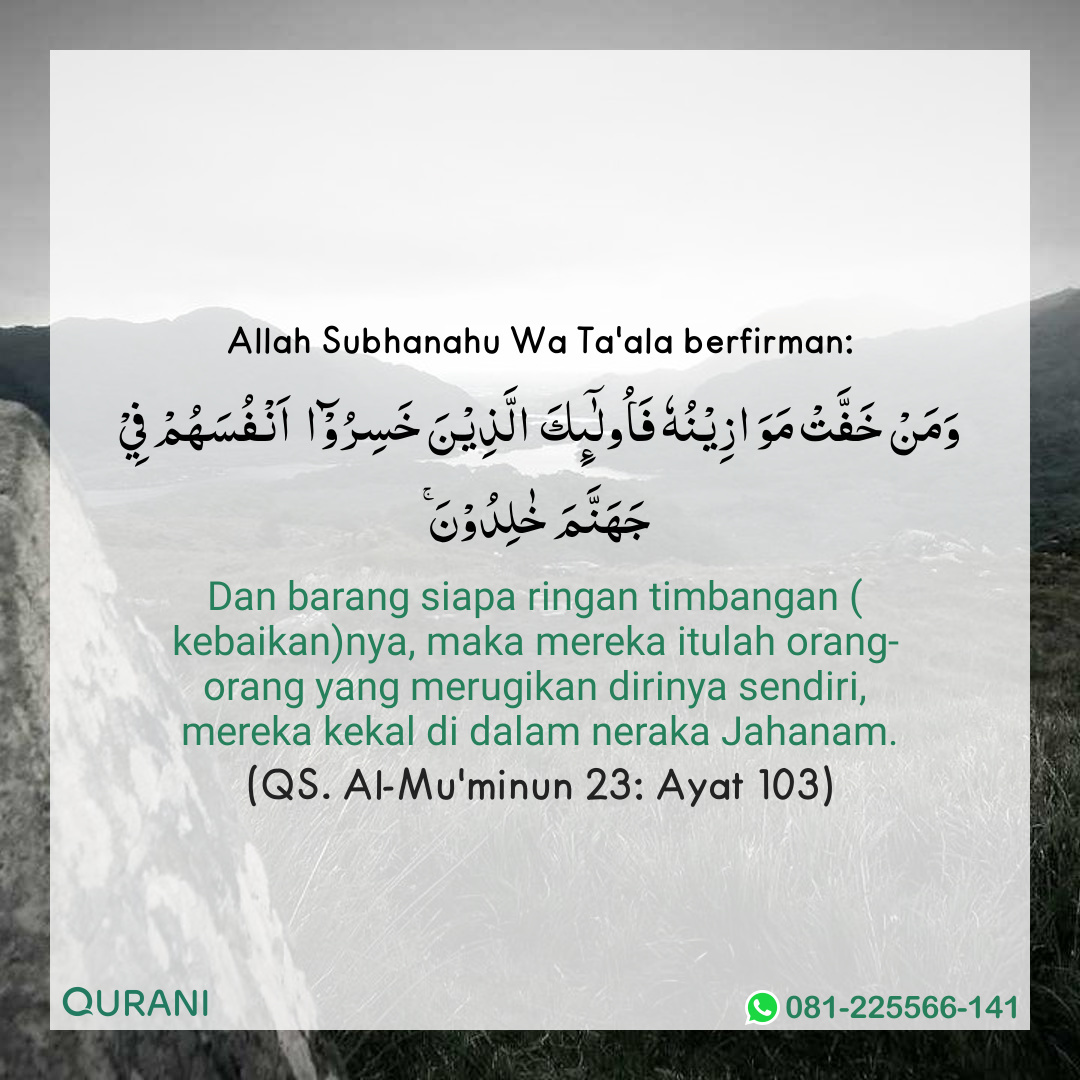 Allah Subhanahu Wa Ta'ala berfirman:
وَمَنْ خَفَّتْ مَوَا زِيْنُهٗ فَاُ ولٰٓئِكَ الَّذِيْنَ خَسِرُوْۤا اَنْفُسَهُمْ فِيْ
جَهَنَّمَ خٰلِدُوْنَ ۚ
Dan barang siapa ringan timbangan (
kebaikan)nya, maka mereka itulah orang-
orang yang merugikan dirinya sendiri,
mereka kekal di dalam neraka Jahanam.
(QS. Al-Mu'minun 23: Ayat 103)
QURANI
081-225566-141